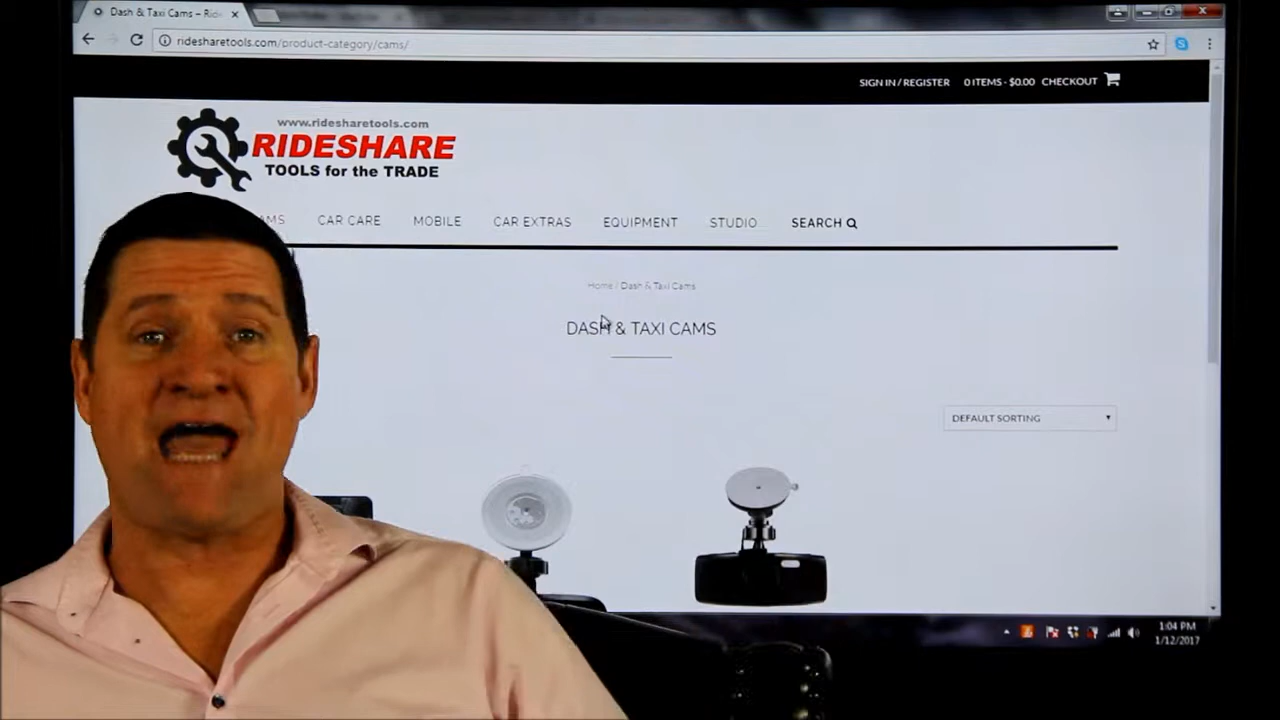 Dash & Taxi Cams – Rid
ridesharetools.com/product-category/cams/
SIGN IN / REGISTER 0 ITEMS - $0.00 CHECKOUT
www.ridesharetools.com
RIDESHARE
TOOLS for the TRADE
AMS CAR CARE MOBILE CAR EXTRAS EQUIPMENT STUDIO SEARCH
Home / Dash & Taxi Cams
DASH & TAXI CAMS
DEFAULT SORTING
1:04 PM
1/12/2017